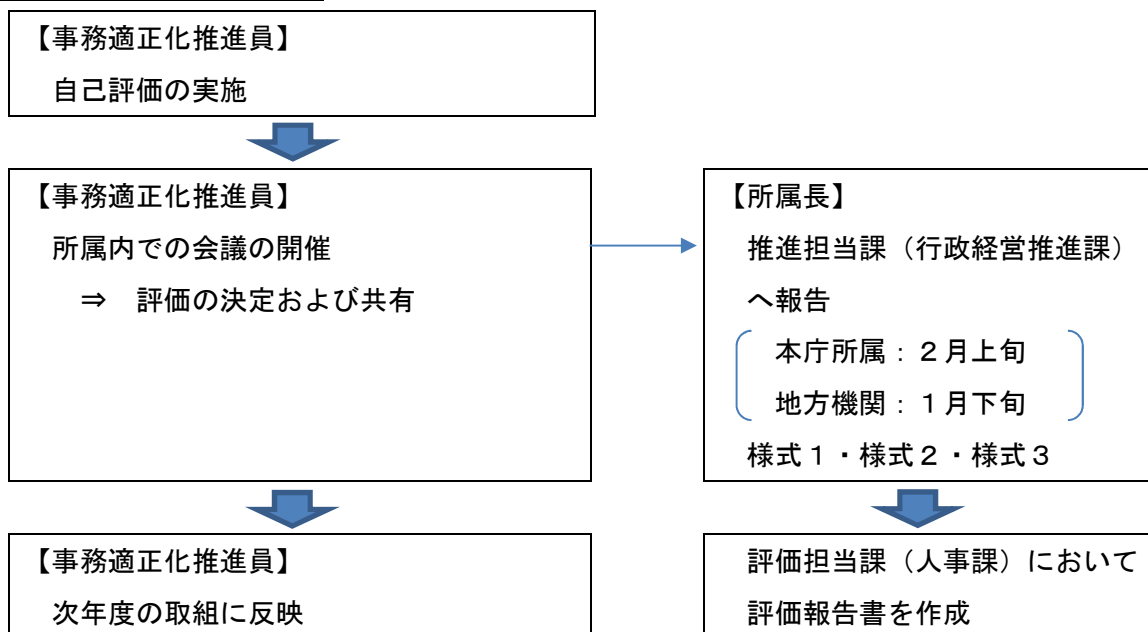 【事務適正化推進員】
自己評価の実施
【事務適正化推進員】
所属内での会議の開催
⇒　評価の決定および共有
【所属長】
推進担当課（行政経営推進課）
へ報告
本庁所属：２月上旬
地方機関：１月下旬
様式１・様式２・様式３
【事務適正化推進員】
次年度の取組に反映
評価担当課（人事課）において
評価報告書を作成